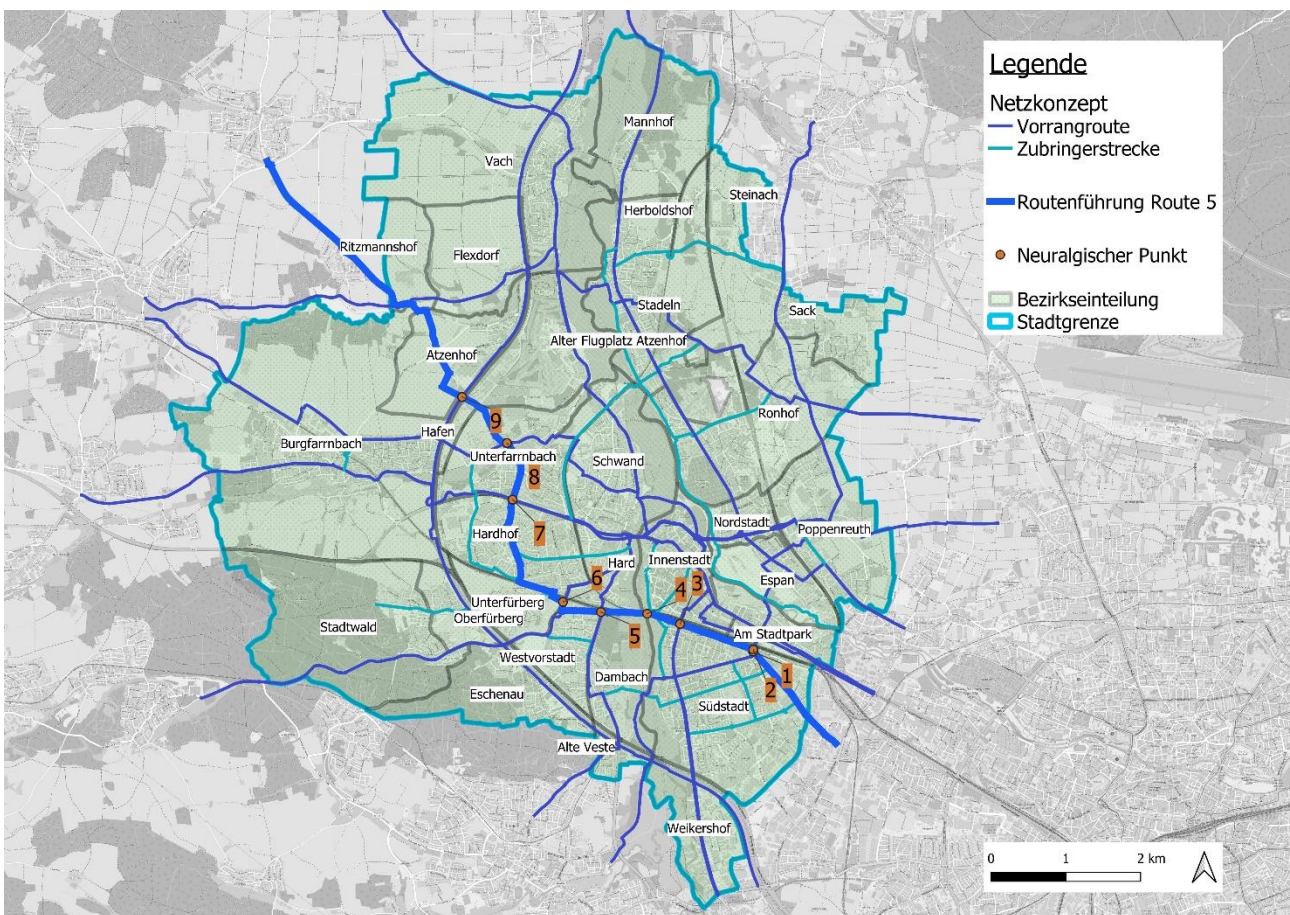 Legende
Netzkonzept
Vorrangroute
Zubringerstrecke
Routenführung Route 5
Neuralgischer Punkt
Bezirkseinteilung
Stadtgrenze
Mannhof
Vach
Steinach
Herboldshof
Ritzmannshof
Flexdorf
Stadeln
Sack
Alter Flugplatz Atzenhof
Atzenhof
Ronhof
9
Hafen
Burgfarrnbach
Unterfarrnbach
Schwand
8
Nordstadt
Poppenreuth
7
Hardhof
Innenstadt
Hard
Espan
6
4
3
Unterfürberg
Oberfürberg
Stadtwald
5
Am Stadtpark
Westvorstadt
Dambach
1
2
Eschenau
Südstadt
Alte Veste
Weikershof
0 1 2 km